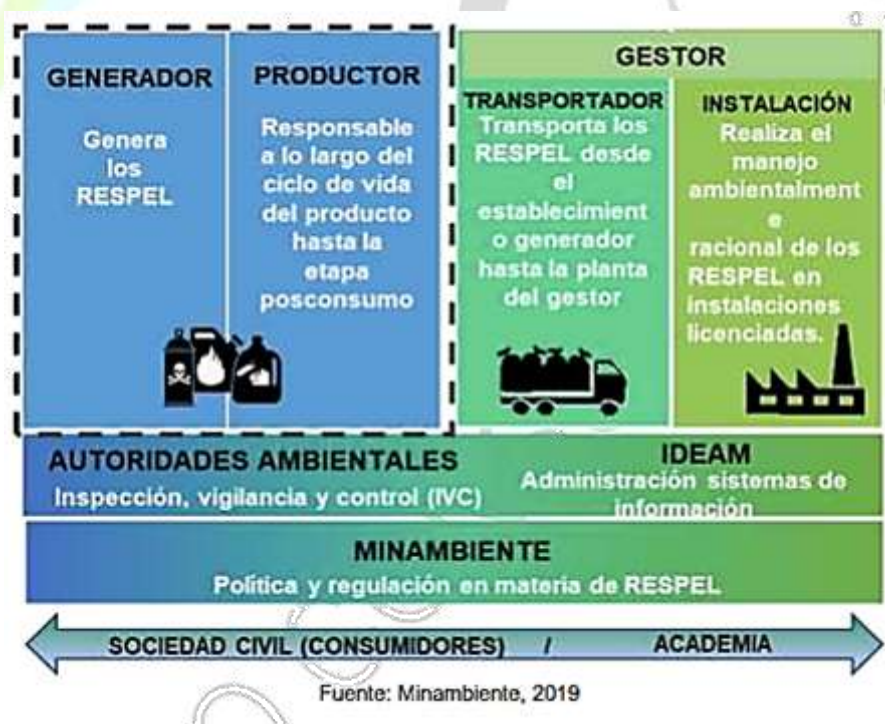 GENERADOR
Genera
los
RESPEL
PRODUCTOR
Responsable
a lo largo del
ciclo de vida
del producto
hasta la
etapa
posconsumo
GESTOR
TRANSPORTADOR
Transporta los
RESPEL desde
el
establecimient
o generador
hasta la planta
del gestor
INSTALACIÓN
Realiza el
manejo
ambientalment
e
racional de los
RESPEL en
instalaciones
licenciadas.
AUTORIDADES AMBIENTALES
Inspección, vigilancia y control (IVC)
IDEAM
Administración sistemas de
información
MINAMBIENTE
Política y regulación en materia de RESPEL
SOCIEDAD CIVIL (CONSUMIDORES) / ACADEMIA
Fuente: Minambiente, 2019